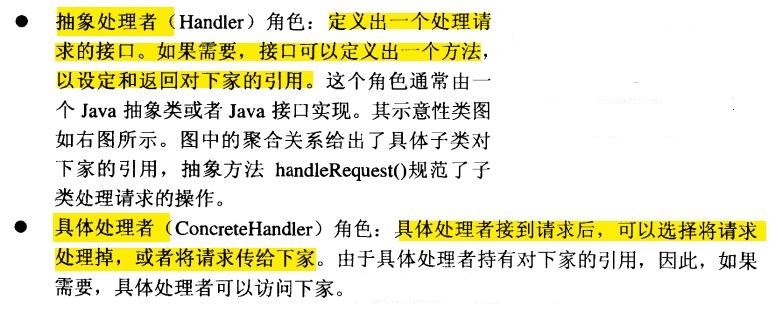 ● 抽象处理者（Handler）角色：定义出一个处理请
求的接口。如果需要，接口可以定义出一个方法，
以设定和返回对下家的引用。这个角色通常由一
个 Java 抽象类或者 Java 接口实现。其示意性类图
如右图所示。图中的聚合关系给出了具体子类对
下家的引用，抽象方法 handleRequest()规范了子
类处理请求的操作。
● 具体处理者（ConcreteHandler）角色：具体处理者接到请求后，可以选择将请求
处理掉，或者将请求传给下家。由于具体处理者持有对下家的引用，因此，如果
需要，具体处理者可以访问下家。